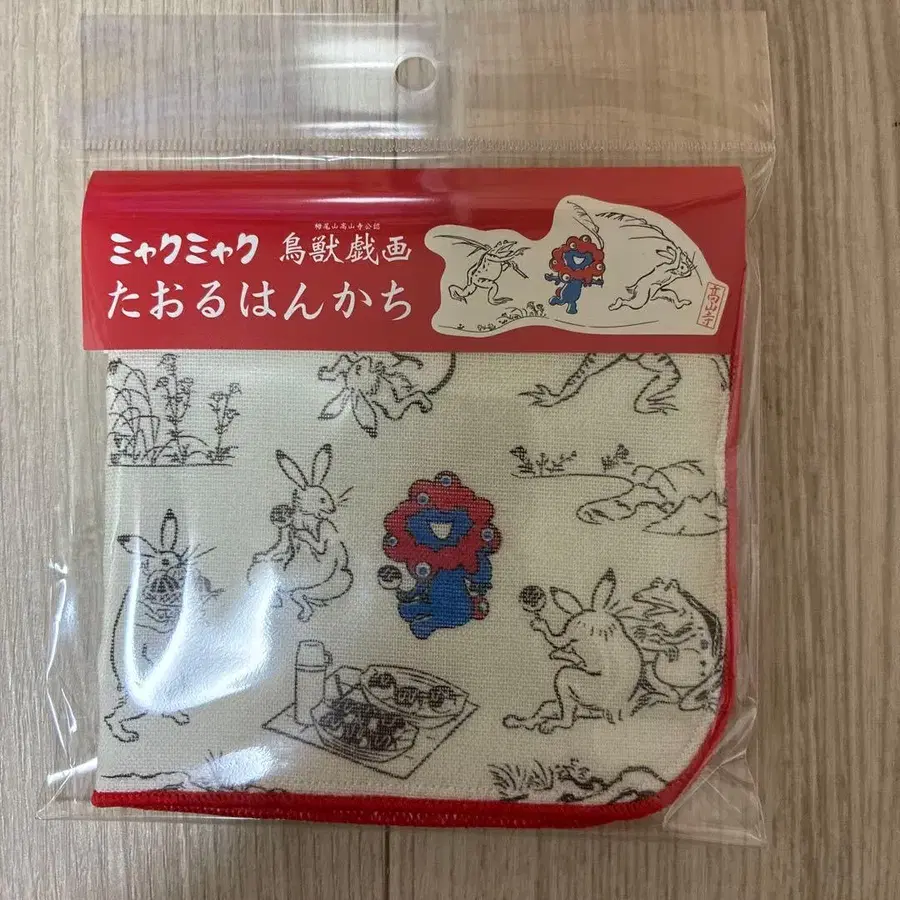 栂尾山高山寺公認
ミャクミャク 鳥獣戯画
たおるはんかち
高山寺